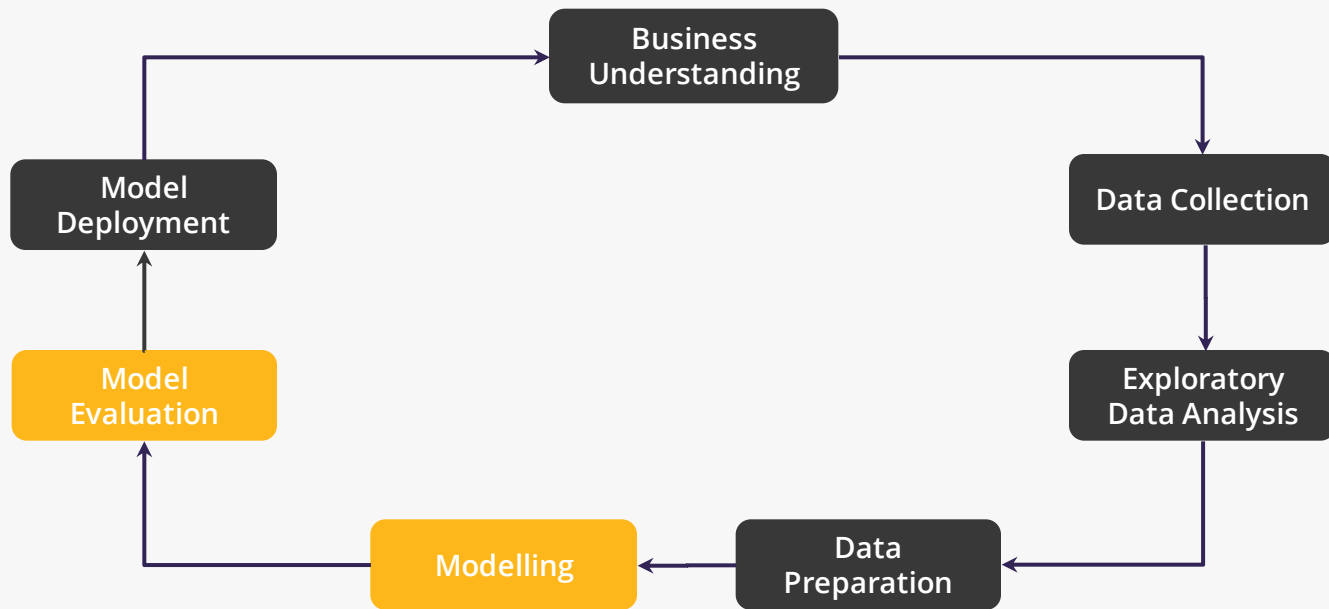 Business
Understanding
Data Collection
Exploratory
Data Analysis
Data
Preparation
Modelling
Model
Evaluation
Model
Deployment